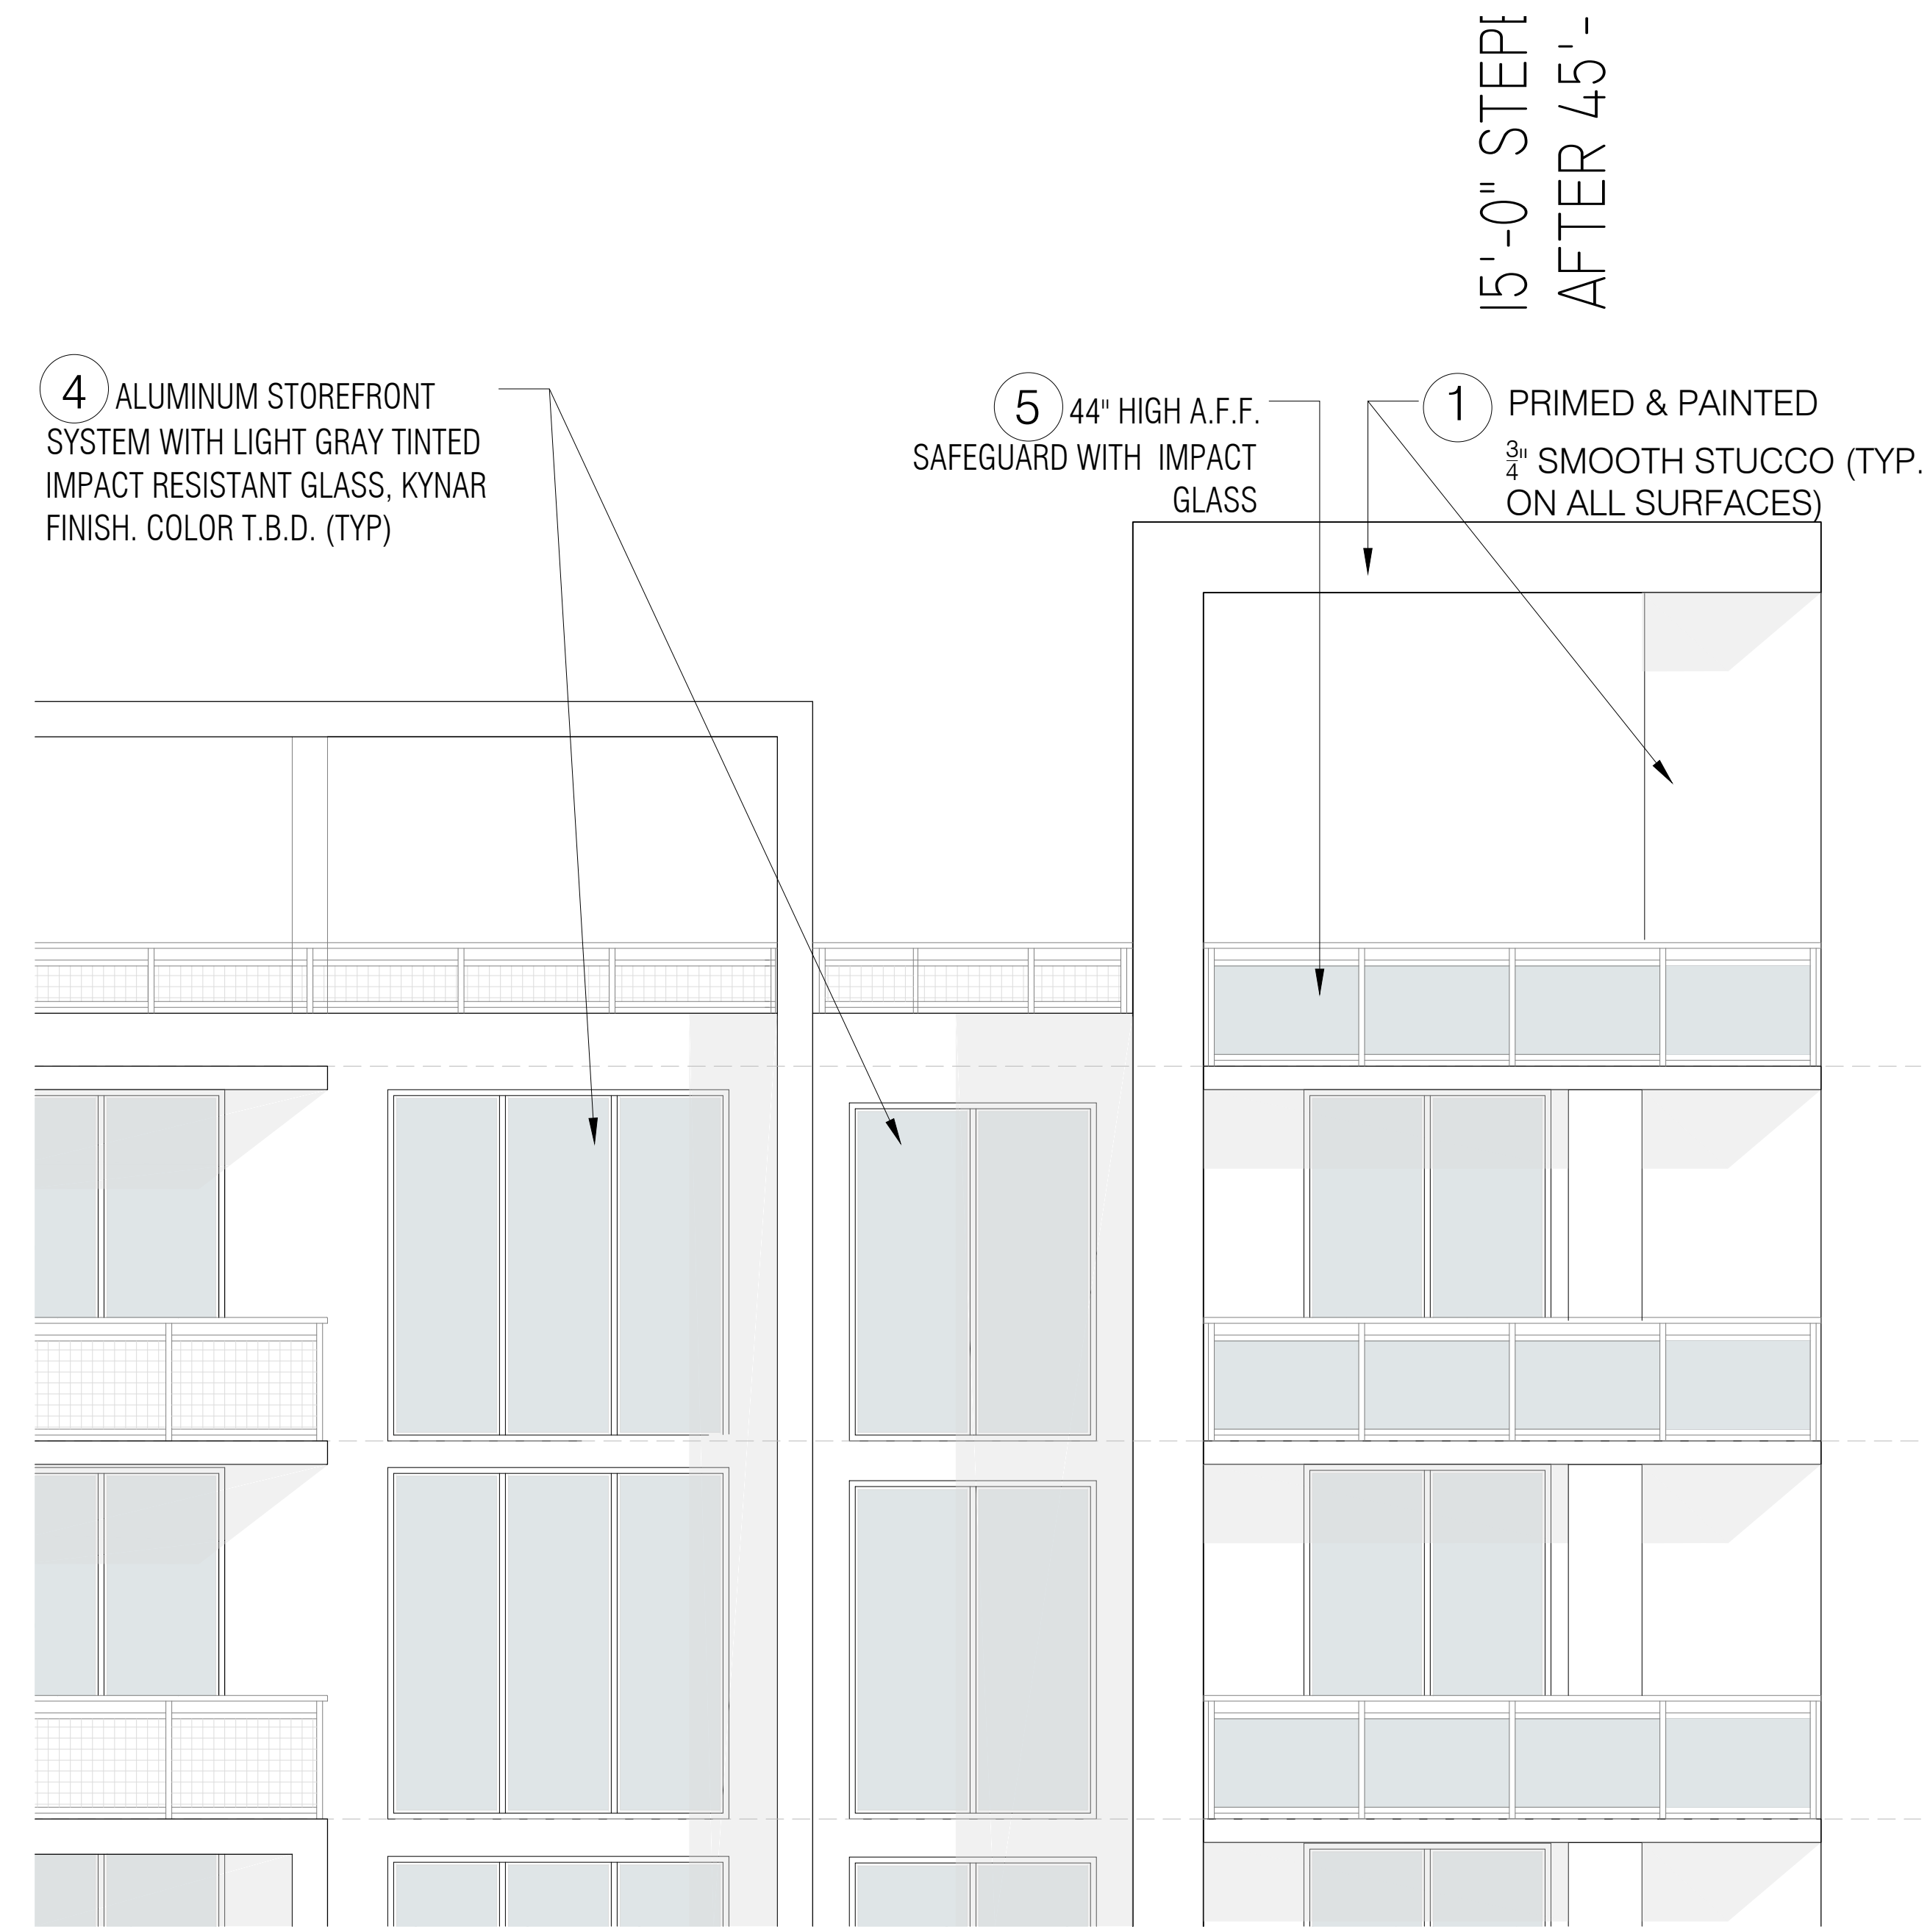 15'-0"
AFTER 45'-
4 ALUMINUM STOREFRONT
SYSTEM WITH LIGHT GRAY TINTED
IMPACT RESISTANT GLASS, KYNAR
FINISH. COLOR T.B.D. (TYP)
5 44" HIGH A.F.F.
SAFEGUARD WITH IMPACT
GLASS
1 PRIMED & PAINTED
3/4" SMOOTH STUCCO (TYP.
ON ALL SURFACES)